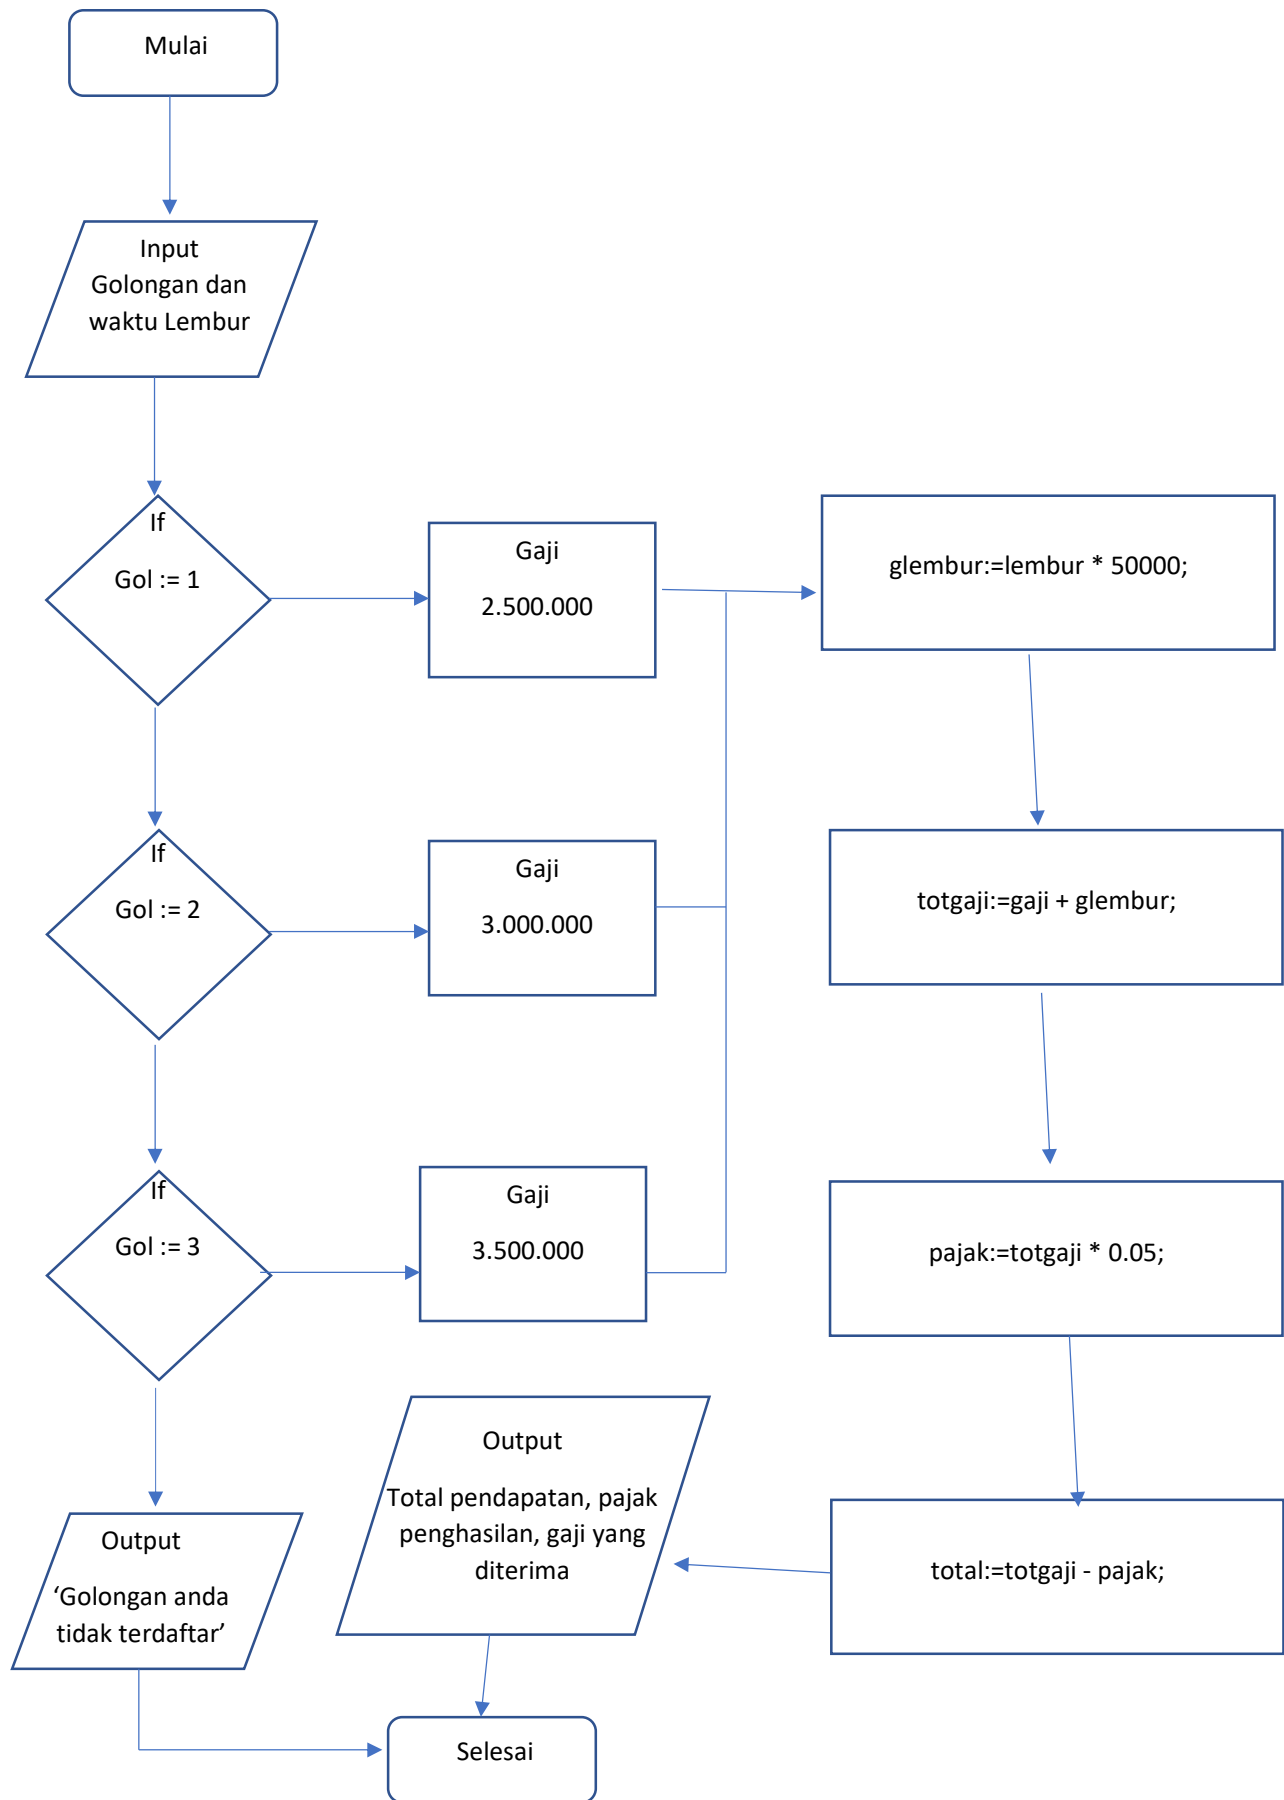 Mulai
Input
Golongan dan
waktu Lembur
If
Gol := 1
Gaji
2.500.000
glembur:=lembur * 50000;
If
Gol := 2
Gaji
3.000.000
totgaji:=gaji + glembur;
If
Gol := 3
Gaji
3.500.000
pajak:=totgaji * 0.05;
Output
Total pendapatan, pajak
penghasilan, gaji yang
diterima
total:=totgaji - pajak;
Output
‘Golongan anda
tidak terdaftar’
Selesai